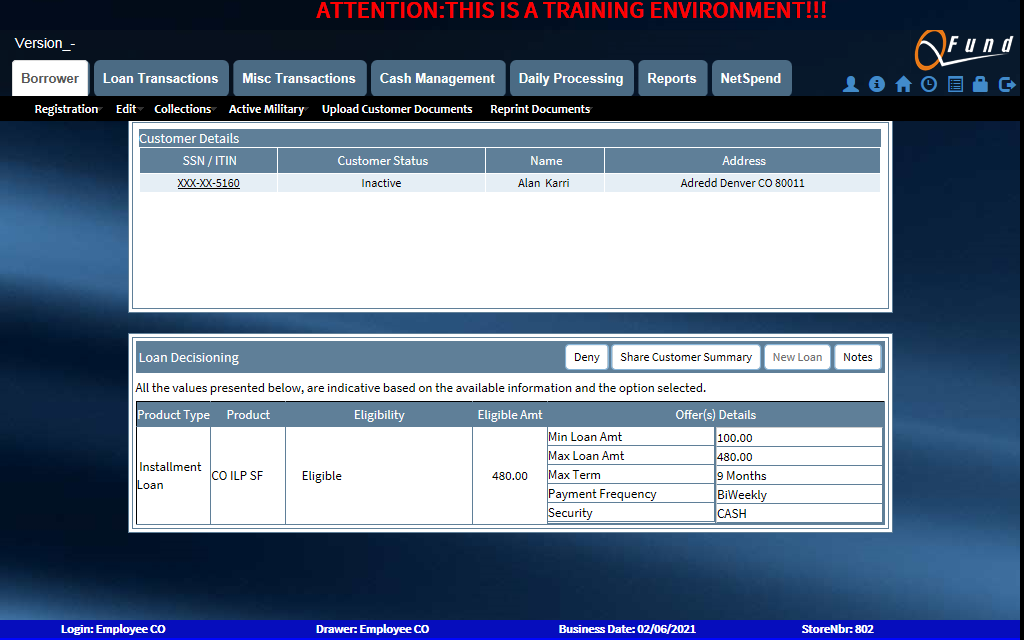 ATTENTION:THIS IS A TRAINING ENVIRONMENT!!!
Version_-
QFund
Borrower Loan Transactions Misc Transactions Cash Management Daily Processing Reports NetSpend
Registration Edit Collections Active Military Upload Customer Documents Reprint Documents
Customer Details
SSN / ITIN Customer Status Name Address
XXX-XX-5160 Inactive Alan Karri Adredd Denver CO 80011
Loan Decisioning Deny Share Customer Summary New Loan Notes
All the values presented below, are indicative based on the available information and the option selected.
Product Type Product Eligibility Eligible Amt Offer(s) Details
Installment Loan CO ILP SF Eligible 480.00
Min Loan Amt 100.00
Max Loan Amt 480.00
Max Term 9 Months
Payment Frequency BiWeekly
Security CASH
Login: Employee CO Drawer: Employee CO Business Date: 02/06/2021 StoreNbr: 802